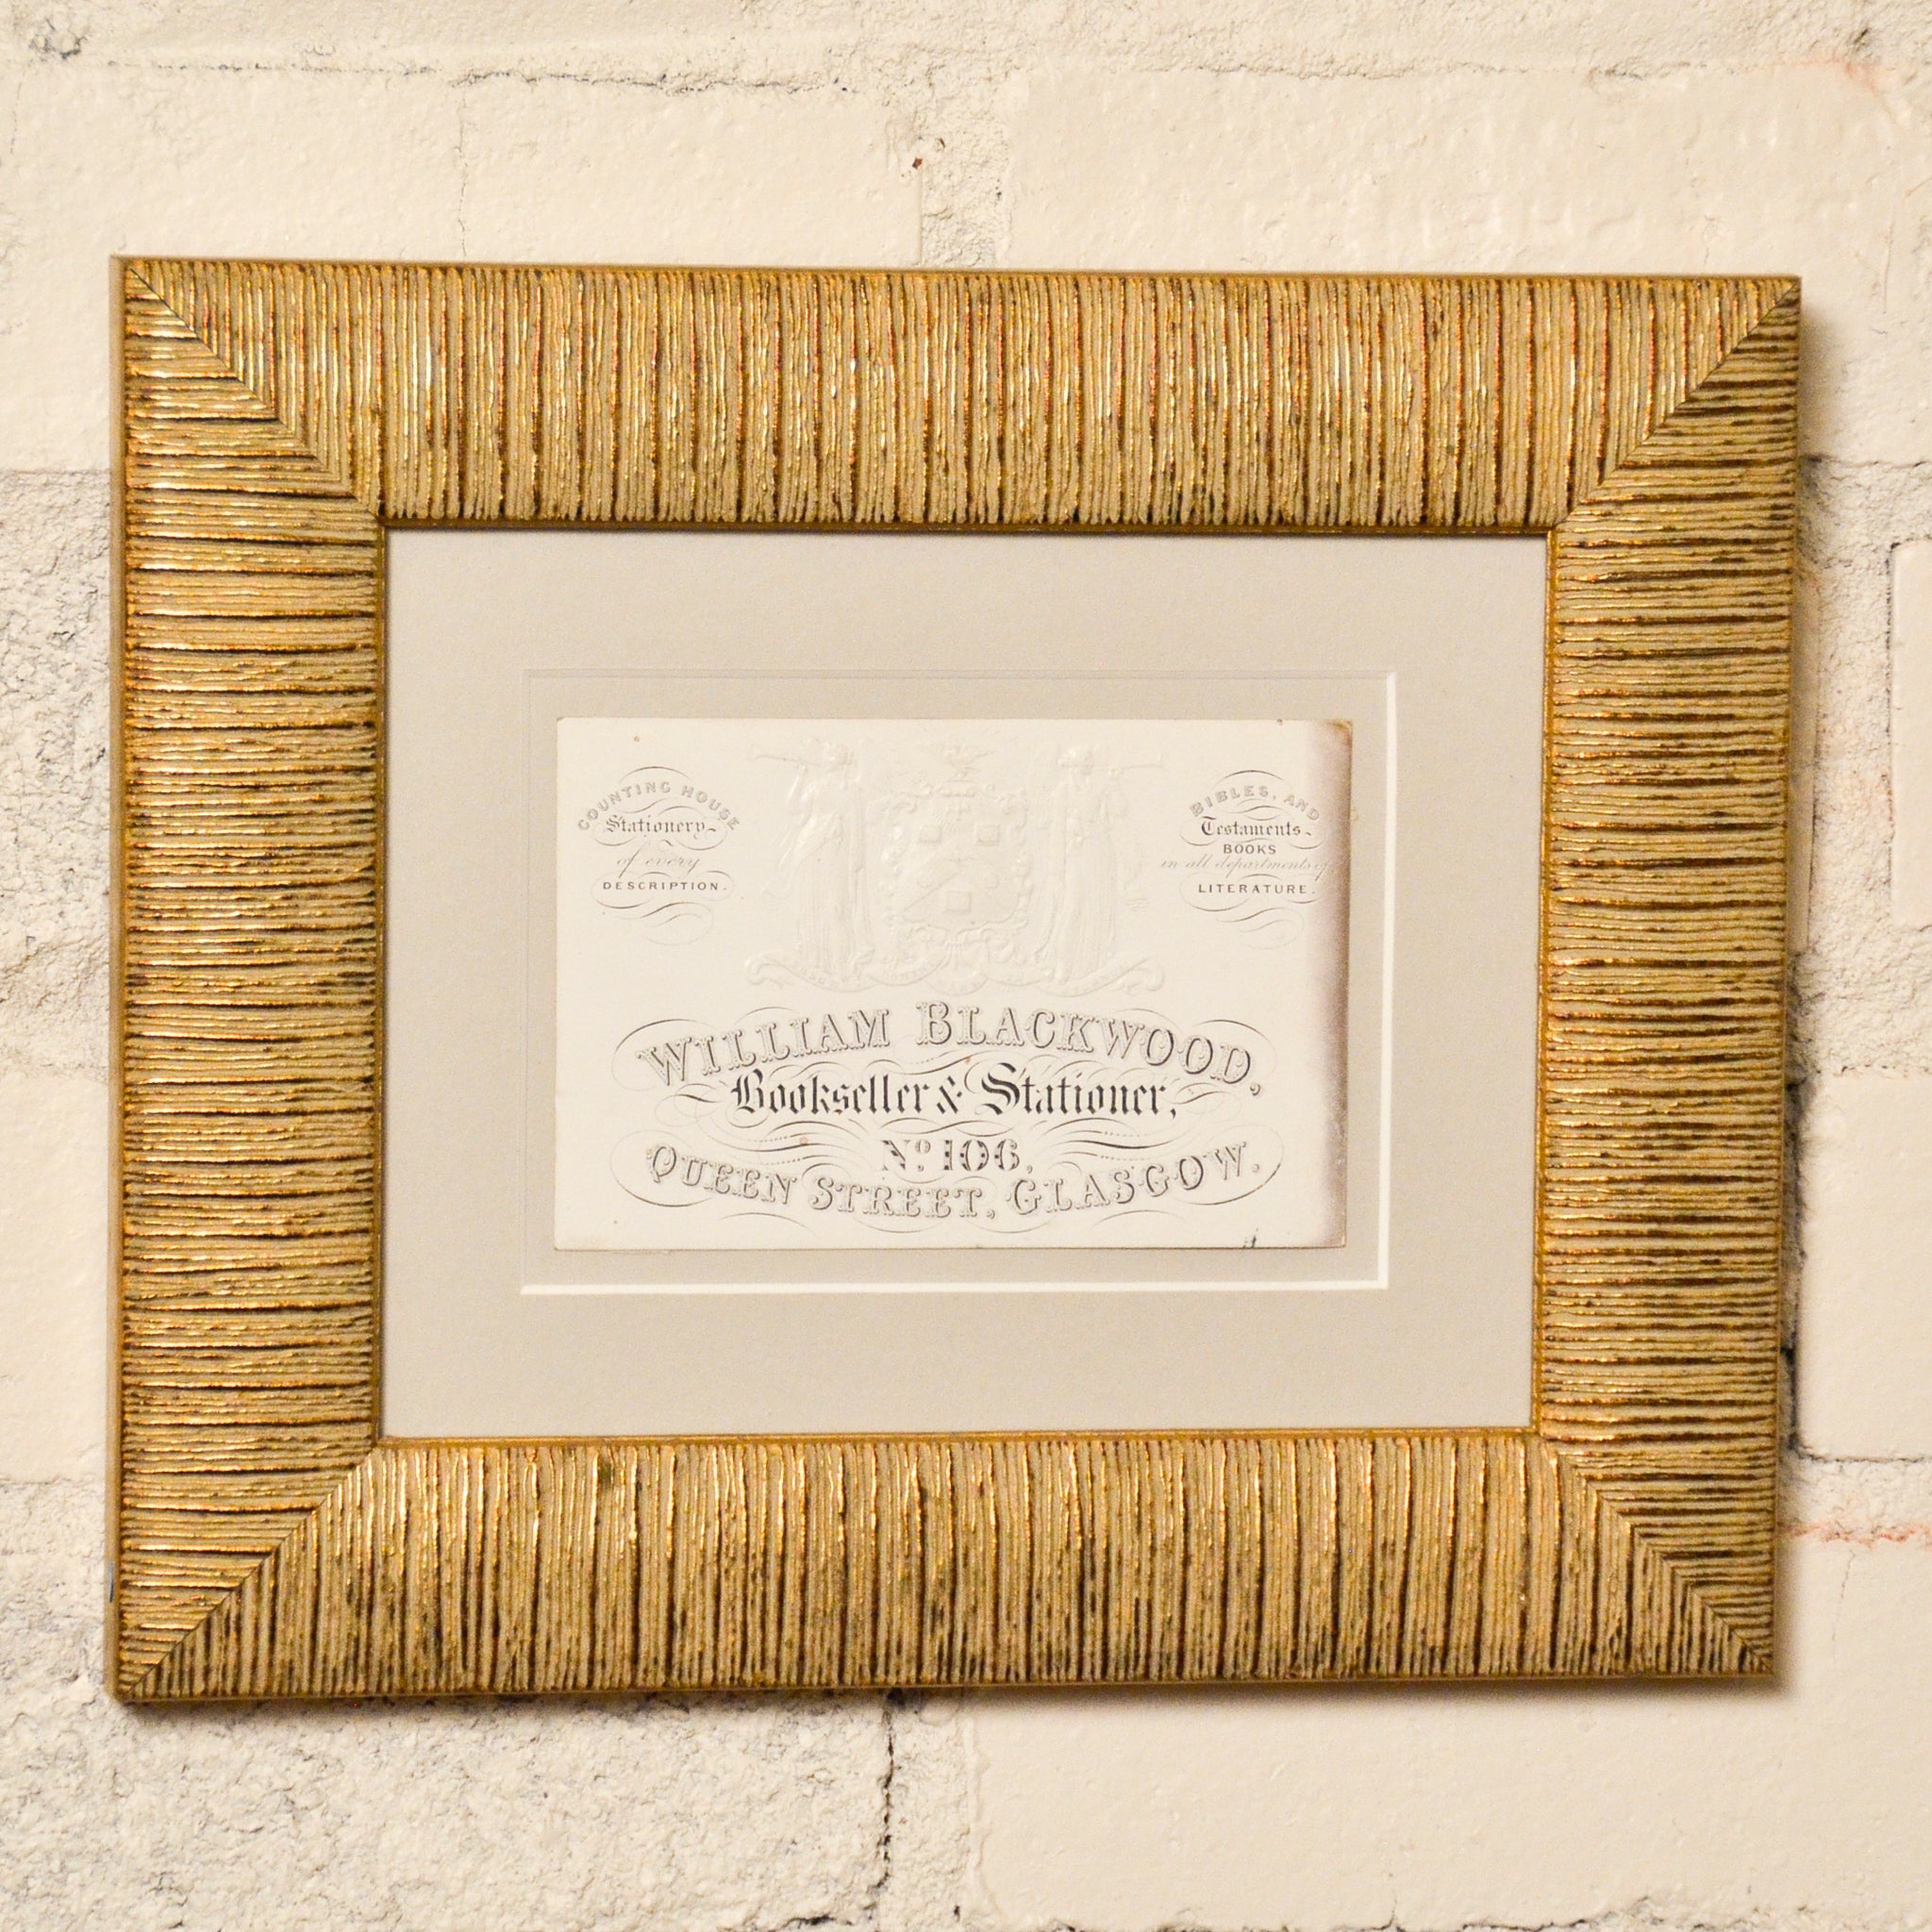 COUNTING HOUSE
Stationery
of every
DESCRIPTION.
BIBLES, AND
Testaments
BOOKS
in all departments of
LITERATURE.
WILLIAM BLACKWOOD,
Bookseller & Stationer,
No. 106,
QUEEN STREET, GLASGOW.